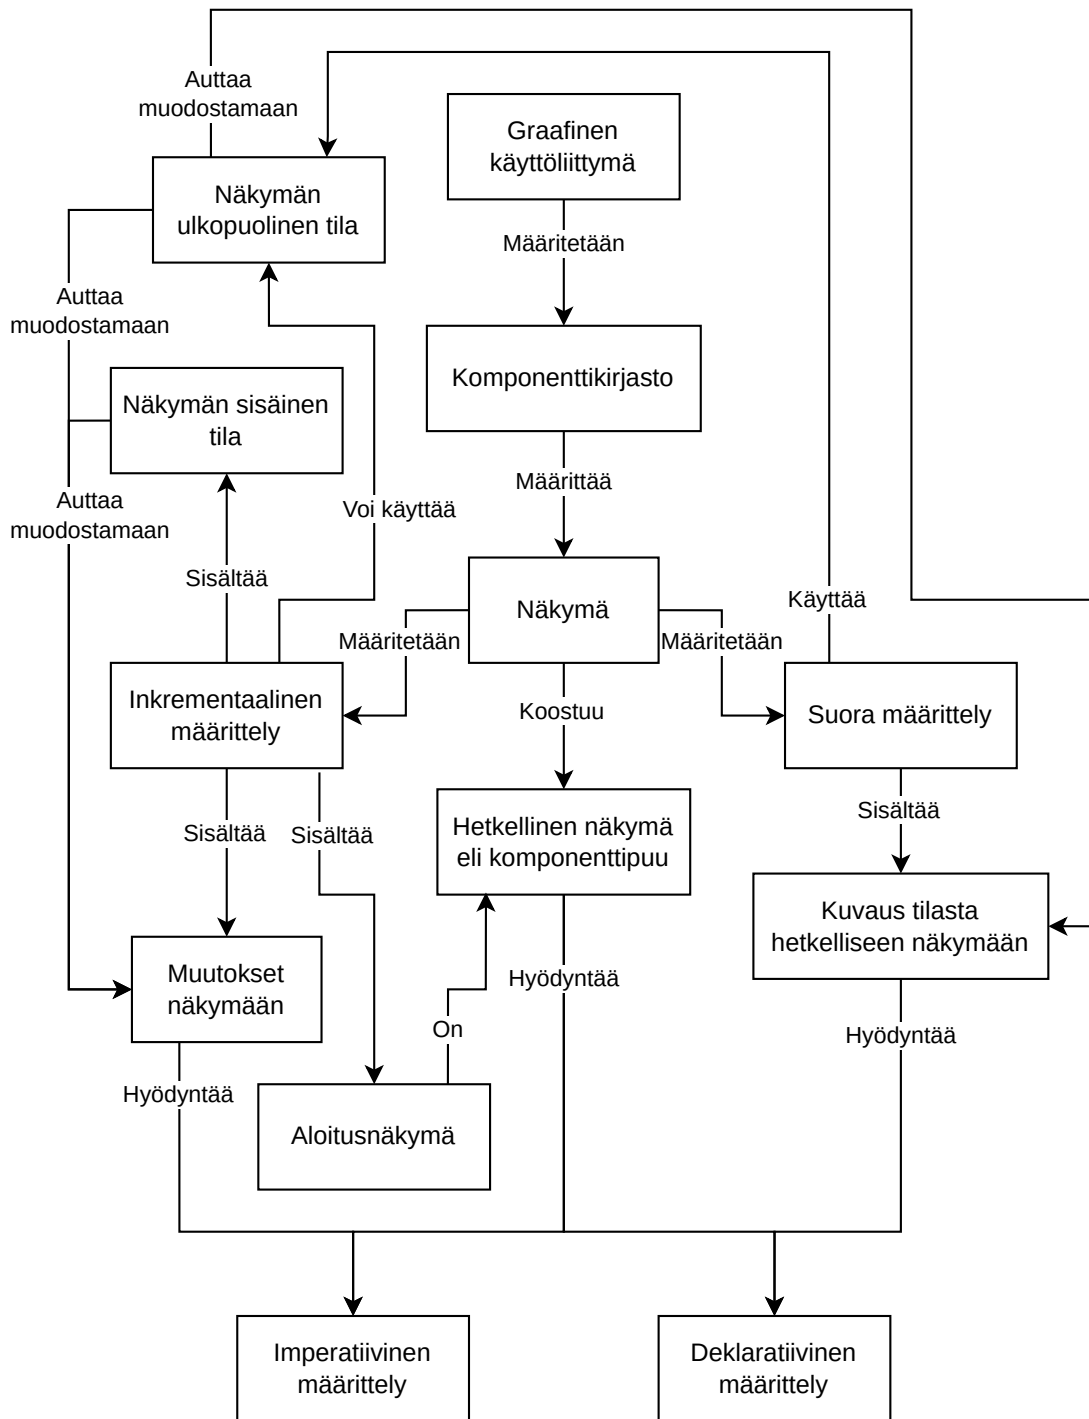 Auttaa
muodostamaan
Graafinen
käyttöliittymä
Näkymän
ulkopuolinen tila
Määritetään
Auttaa
muodostamaan
Komponenttikirjasto
Näkymän sisäinen
tila
Määrittää
Auttaa
muodostamaan
Voi käyttää
Sisältää
Näkymä
Käyttää
Määritetään
Määritetään
Inkrementaalinen
määrittely
Koostuu
Suora määrittely
Sisältää
Sisältää
Hetkellinen näkymä
eli komponenttipuu
Sisältää
Kuvaus tilasta
hetkelliseen näkymään
Muutokset
näkymään
Hyödyntää
On
Hyödyntää
Hyödyntää
Aloitusnäkymä
Imperatiivinen
määrittely
Deklaratiivinen
määrittely